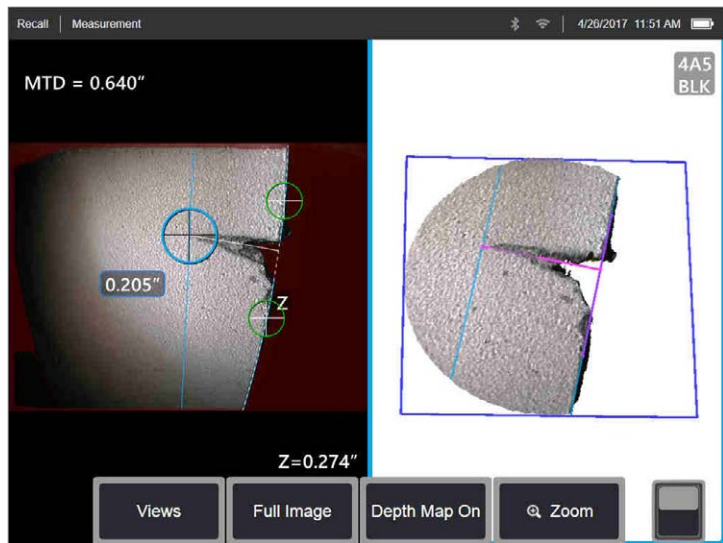 Recall | Measurement
4/26/2017 11:51 AM
MTD = 0.640"
4A5
BLK
0.205"
Z
Z=0.274"
Views
Full Image
Depth Map On
Zoom